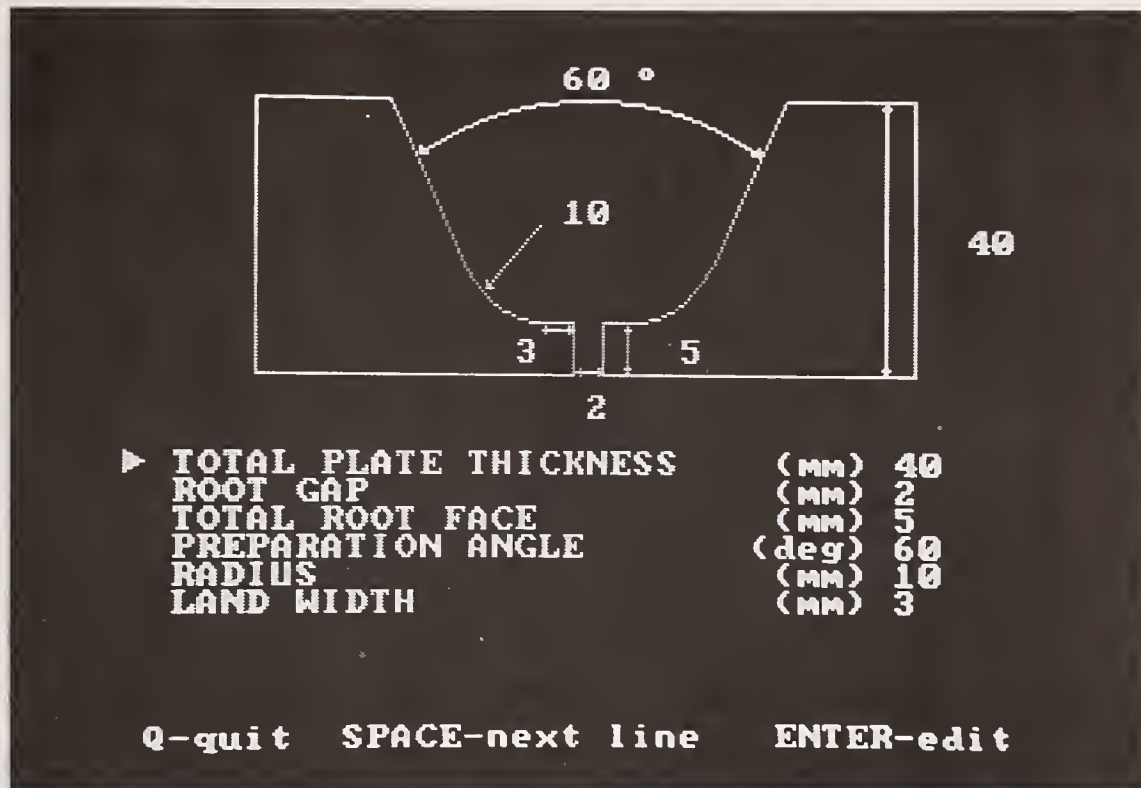 60 °
10
40
3
5
2
► TOTAL PLATE THICKNESS (mm) 40
ROOT GAP (mm) 2
TOTAL ROOT FACE (mm) 5
PREPARATION ANGLE (deg) 60
RADIUS (mm) 10
LAND WIDTH (mm) 3
Q-quit SPACE-next line ENTER-edit